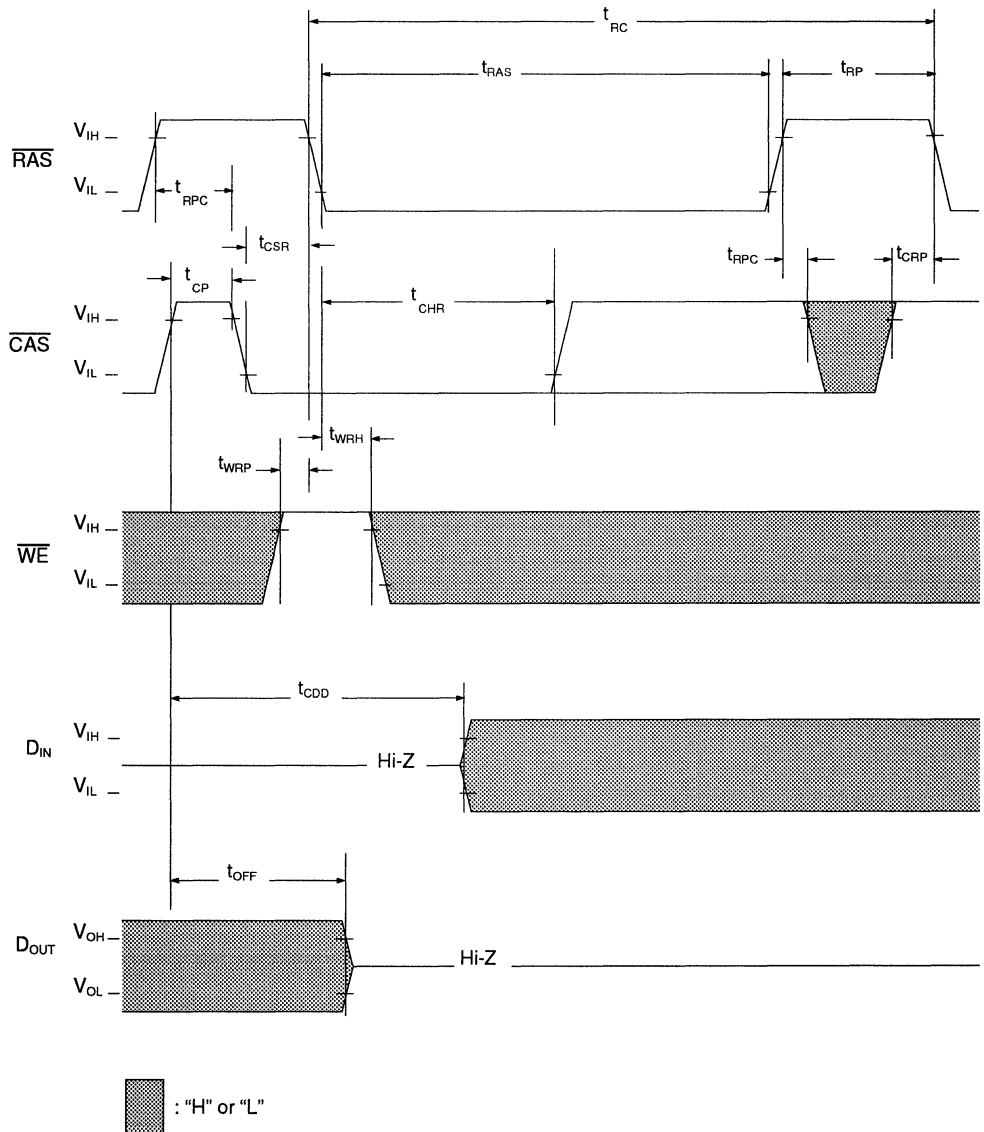 tRC
tRAS
tRP
VIH
RAS
VIL
tRPC
tCSR
tRPC
tCRP
tCP
tCHR
VIH
CAS
VIL
tWRH
tWRP
VIH
WE
VIL
tCDD
VIH
DIN
Hi-Z
VIL
tOFF
VOH
DOUT
Hi-Z
VOL
: “H” or “L”